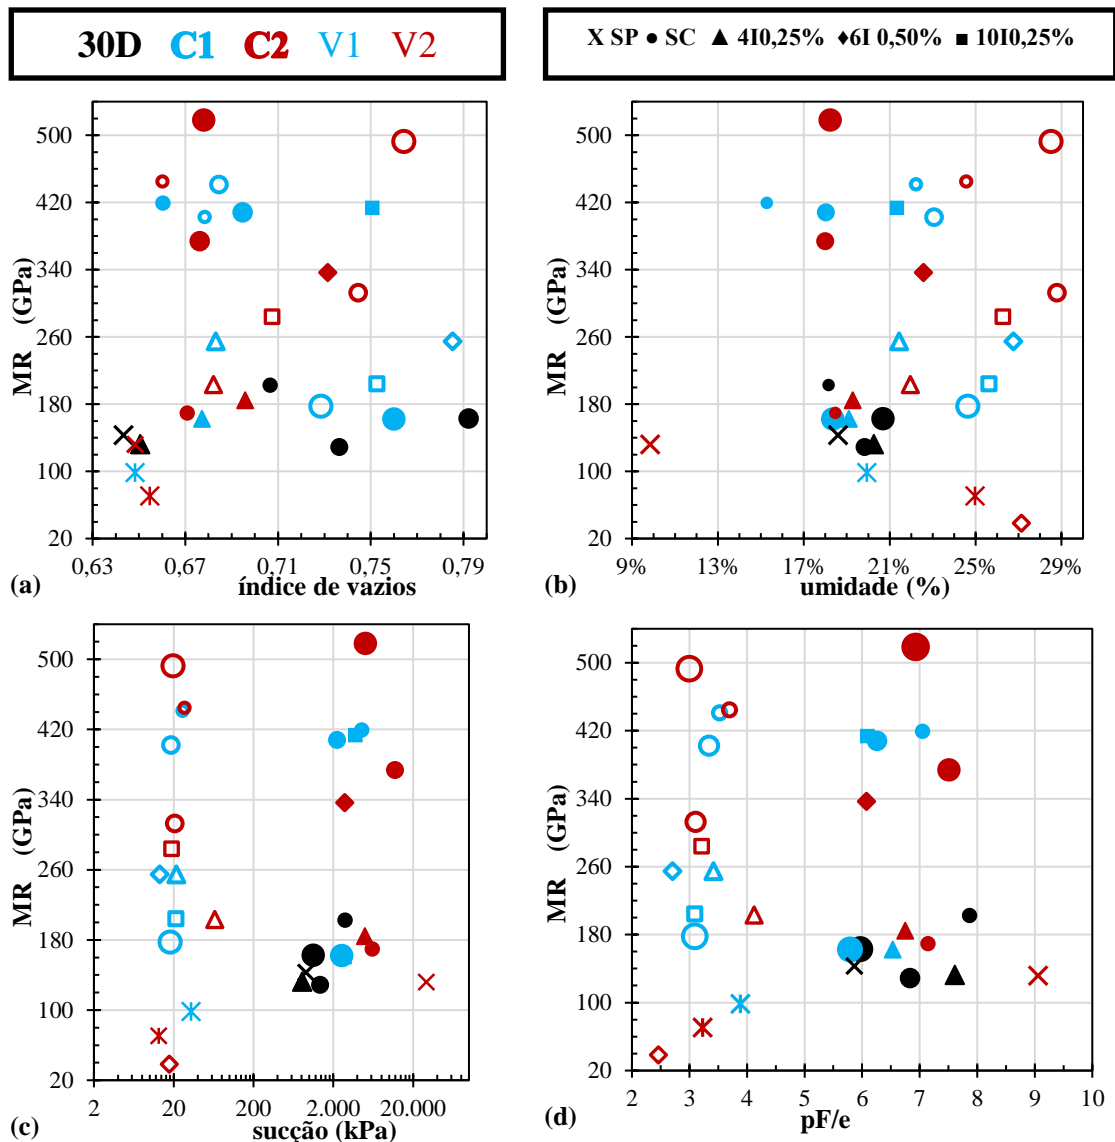 30D C1 C2 V1 V2
X SP ● SC ▲ 4I0,25% ♦6I 0,50% ■ 10I0,25%
500
420
340
260
180
100
20
MR (GPa)
0,63 0,67 0,71 0,75 0,79
(a) índice de vazios
500
420
340
260
180
100
20
MR (GPa)
9% 13% 17% 21% 25% 29%
(b) umidade (%)
500
420
340
260
180
100
20
MR (GPa)
2 20 200 2.000 20.000
(c) sucção (kPa)
500
420
340
260
180
100
20
MR (GPa)
2 3 4 5 6 7 8 9 10
(d) pF/e